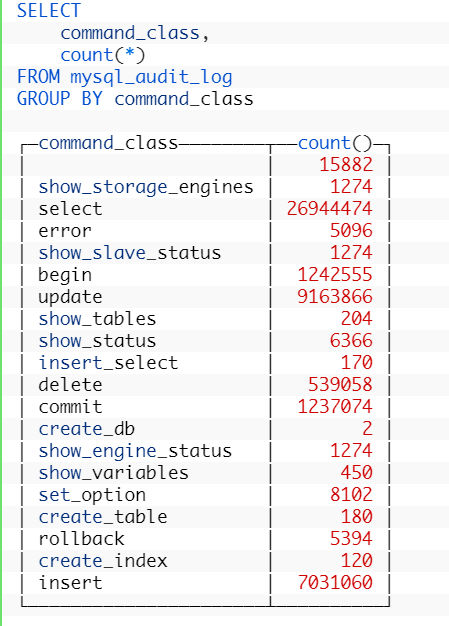 SELECT
command_class,
count(*)
FROM mysql_audit_log
GROUP BY command_class
command_class count()
15882
show_storage_engines 1274
select 26944474
error 5096
show_slave_status 1274
begin 1242555
update 9163866
show_tables 204
show_status 6366
insert_select 170
delete 539058
commit 1237074
create_db 2
show_engine_status 1274
show_variables 450
set_option 8102
create_table 180
rollback 5394
create_index 120
insert 7031060